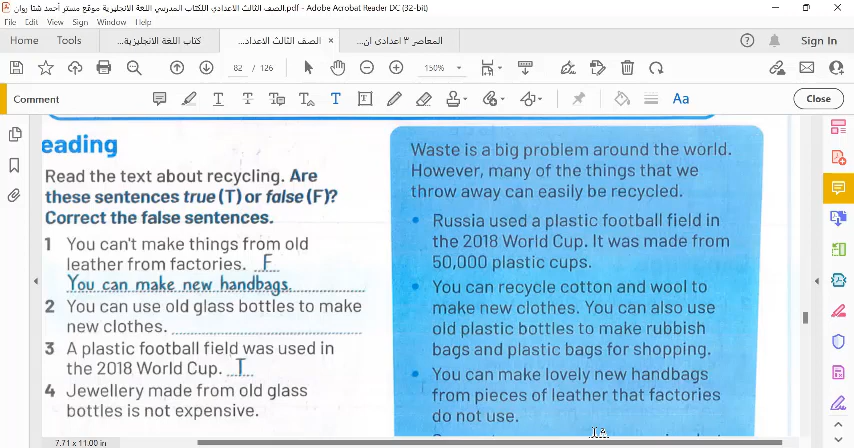 الصف الثالث الاعدادي اللكتاب المدرسي اللغة الانجليزية موقع مستر أحمد شتا روان.pdf - Adobe Acrobat Reader DC (32-bit)
File Edit View Sign Window Help
Home Tools
كتاب اللغة الانجليزية...
الصف الثالث الاعداد...
المعاصر ٣ اعدادى ان...
Sign In
82 / 126
150%
Comment
Aa
Close
eading
Read the text about recycling. Are
these sentences true (T) or false (F)?
Correct the false sentences.
1 You can't make things from old
leather from factories. F
You can make new handbags.
2 You can use old glass bottles to make
new clothes.
3 A plastic football field was used in
the 2018 World Cup. T
4 Jewellery made from old glass
bottles is not expensive.
Waste is a big problem around the world.
However, many of the things that we
throw away can easily be recycled.
• Russia used a plastic football field in
the 2018 World Cup. It was made from
50,000 plastic cups.
• You can recycle cotton and wool to
make new clothes. You can also use
old plastic bottles to make rubbish
bags and plastic bags for shopping.
• You can make lovely new handbags
from pieces of leather that factories
do not use.
7.71 x 11.00 in